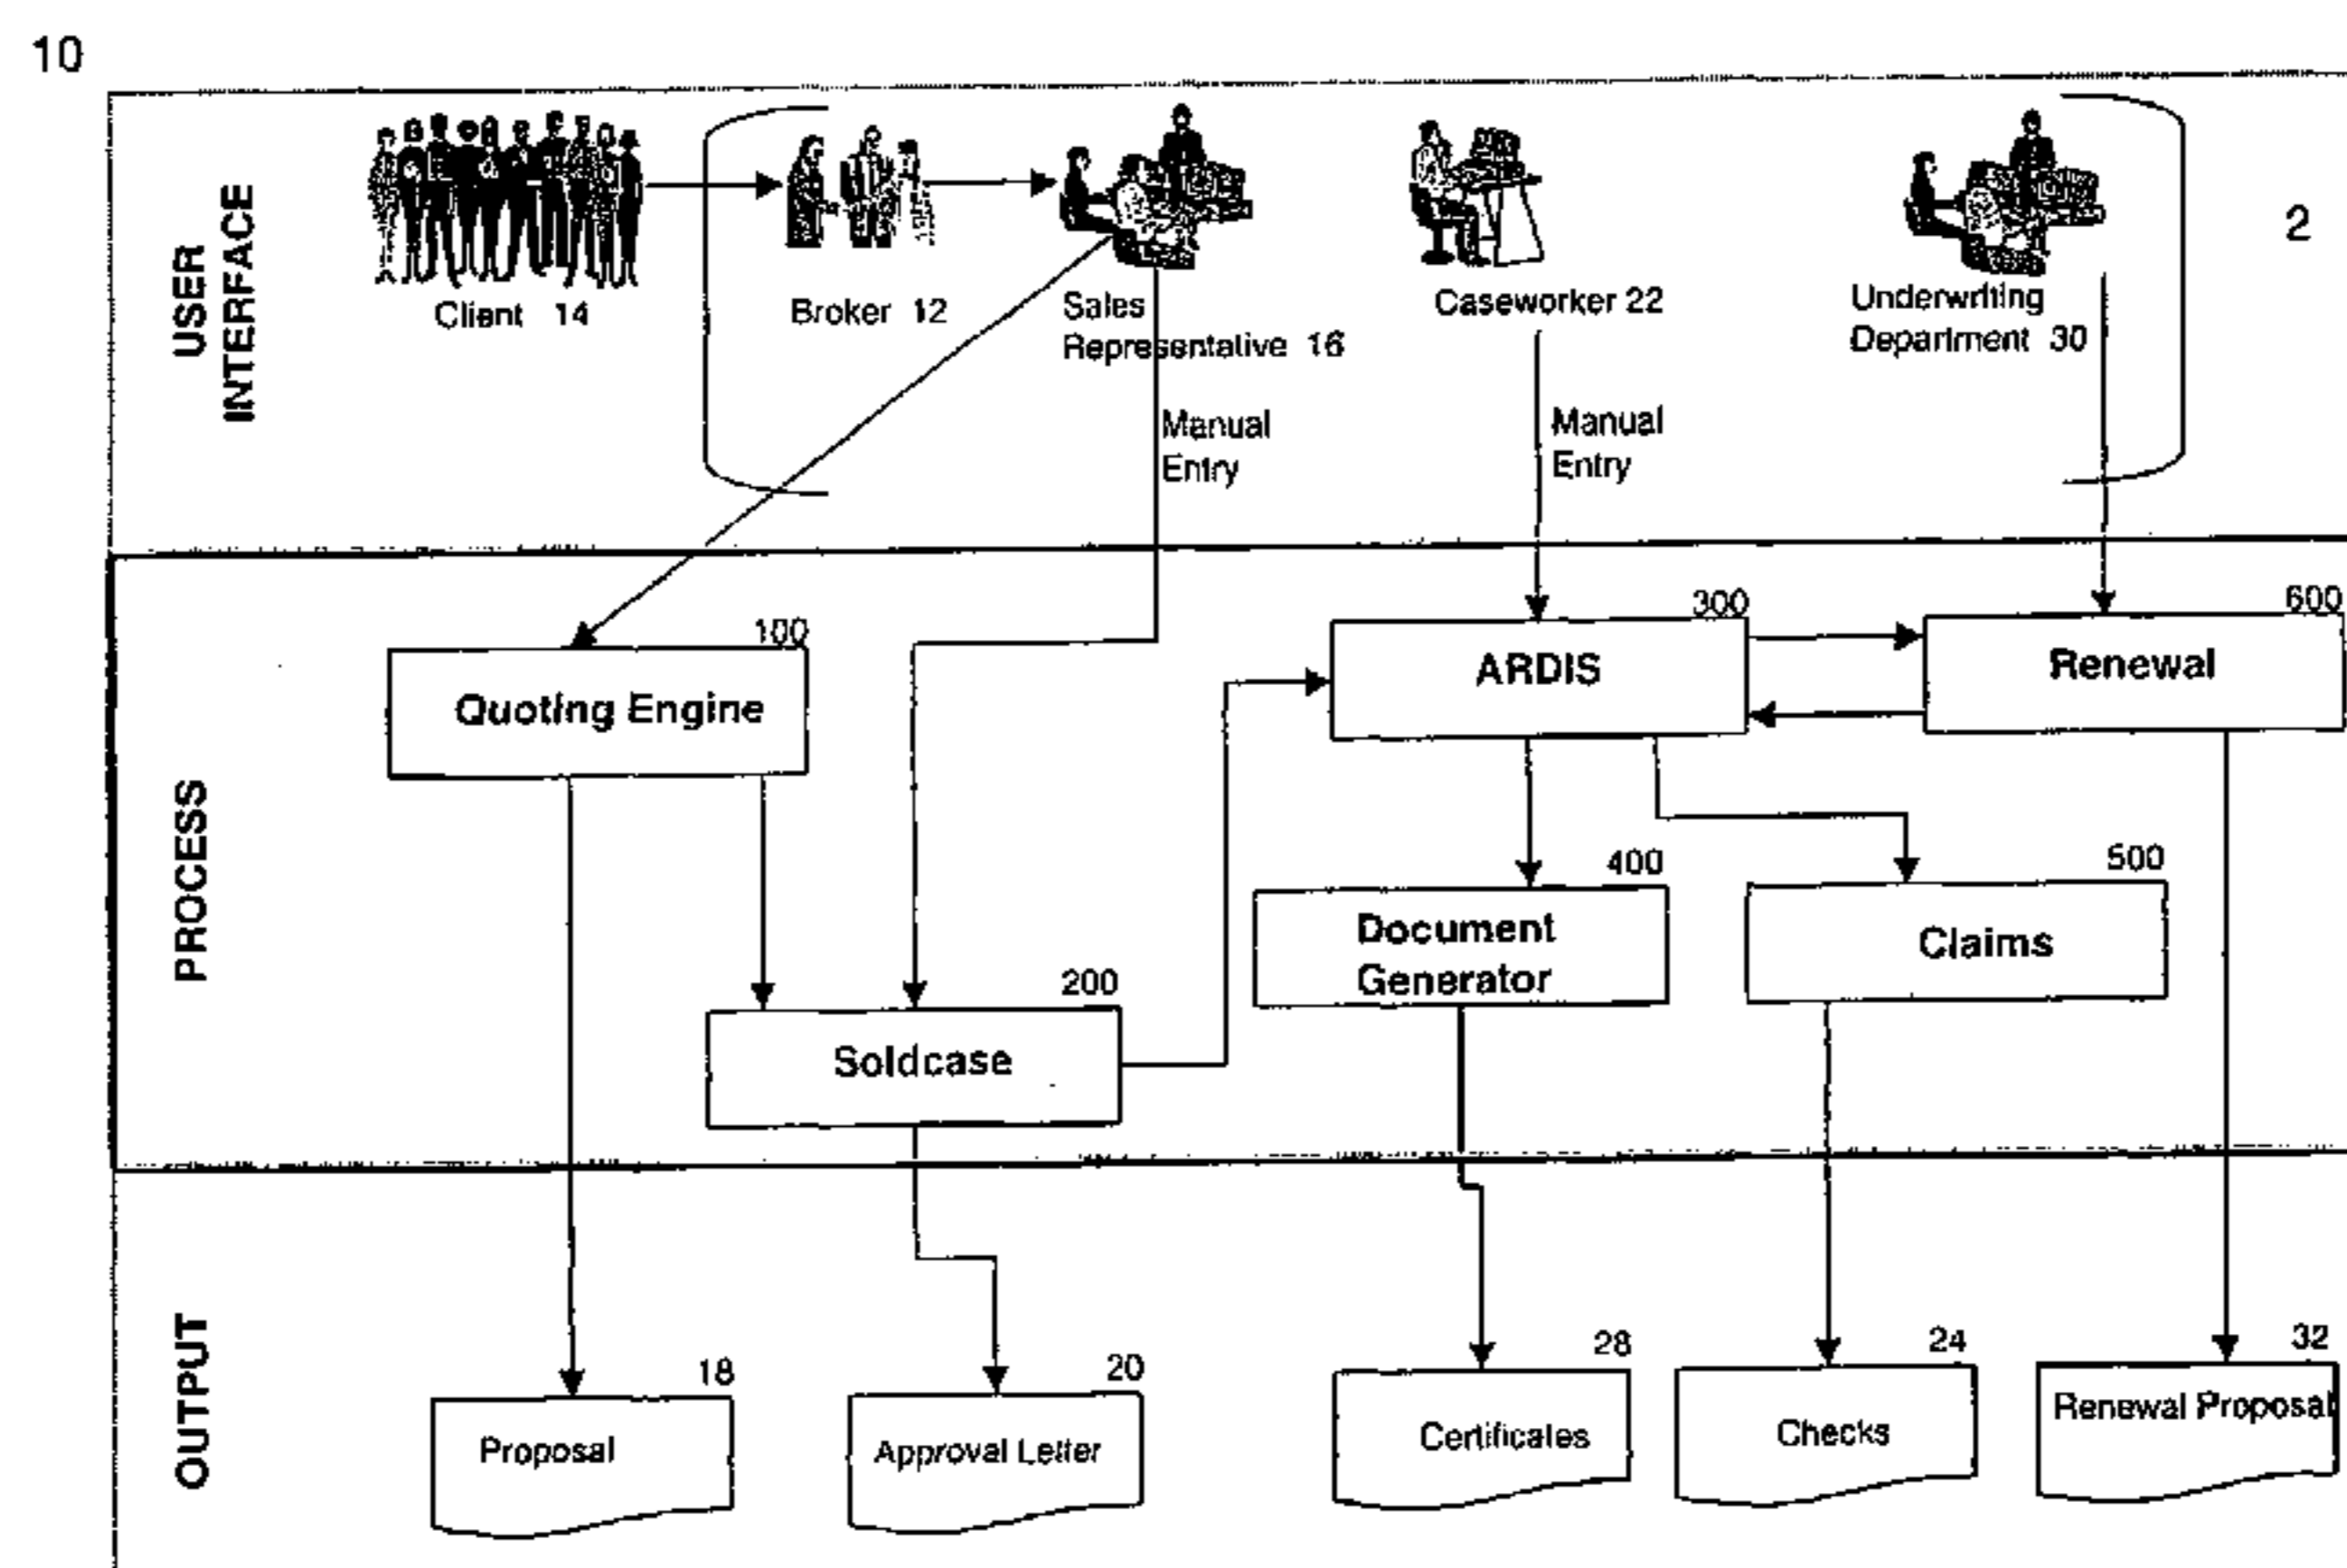 10
USER
INTERFACE
Client 14
Broker 12
Sales
Representative 16
Caseworker 22
Underwriting
Department 30
2
Manual
Entry
Manual
Entry
PROCESS
100
Quoting Engine
300
ARDIS
600
Renewal
400
Document
Generator
500
Claims
200
Soldcase
OUTPUT
18
Proposal
20
Approval Letter
28
Certificates
24
Checks
32
Renewal Proposal